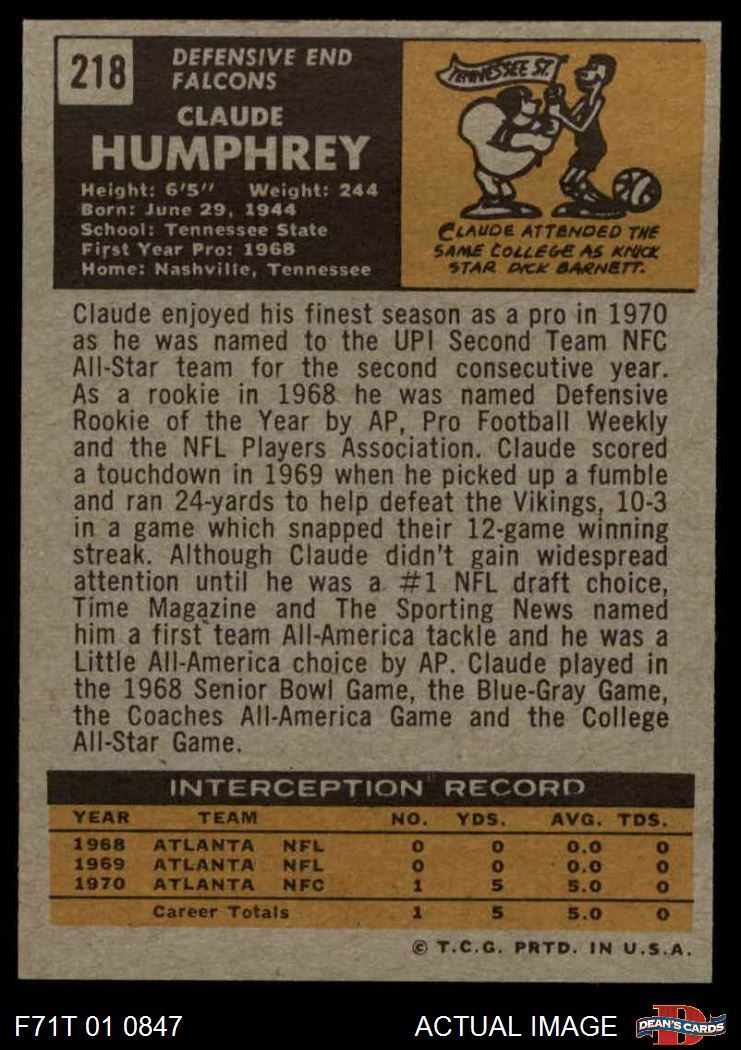 218
DEFENSIVE END
FALCONS
CLAUDE
HUMPHREY
Height: 6'5" Weight: 244
Born: June 29, 1944
School: Tennessee State
First Year Pro: 1968
Home: Nashville, Tennessee
TENNESSEE ST.
CLAUDE ATTENDED THE
SAME COLLEGE AS KNICK
STAR DICK BARNETT.
Claude enjoyed his finest season as a pro in 1970
as he was named to the UPI Second Team NFC
All-Star team for the second consecutive year.
As a rookie in 1968 he was named Defensive
Rookie of the Year by AP, Pro Football Weekly
and the NFL Players Association. Claude scored
a touchdown in 1969 when he picked up a fumble
and ran 24-yards to help defeat the Vikings, 10-3
in a game which snapped their 12-game winning
streak. Although Claude didn't gain widespread
attention until he was a #1 NFL draft choice,
Time Magazine and The Sporting News named
him a first team All-America tackle and he was a
Little All-America choice by AP. Claude played in
the 1968 Senior Bowl Game, the Blue-Gray Game,
the Coaches All-America Game and the College
All-Star Game.
INTERCEPTION RECORD
YEAR TEAM NO. YDS. AVG. TDS.
1968 ATLANTA NFL 0 0 0.0 0
1969 ATLANTA NFL 0 0 0.0 0
1970 ATLANTA NFC 1 5 5.0 0
Career Totals 1 5 5.0 0
© T.C.G. PRTD. IN U.S.A.
F71T 01 0847 ACTUAL IMAGE D DEAN'S CARDS